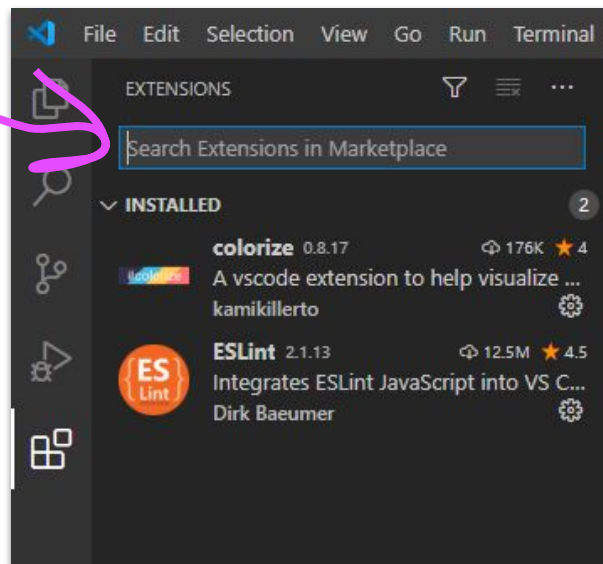 File Edit Selection View Go Run Terminal
EXTENSIONS
Search Extensions in Marketplace
INSTALLED 2
colorize 0.8.17 176K 4
#colorize
A vscode extension to help visualize ...
kamikillerto
ESLint 2.1.13 12.5M 4.5
{ES}
Lint
Integrates ESLint JavaScript into VS C...
Dirk Baeumer